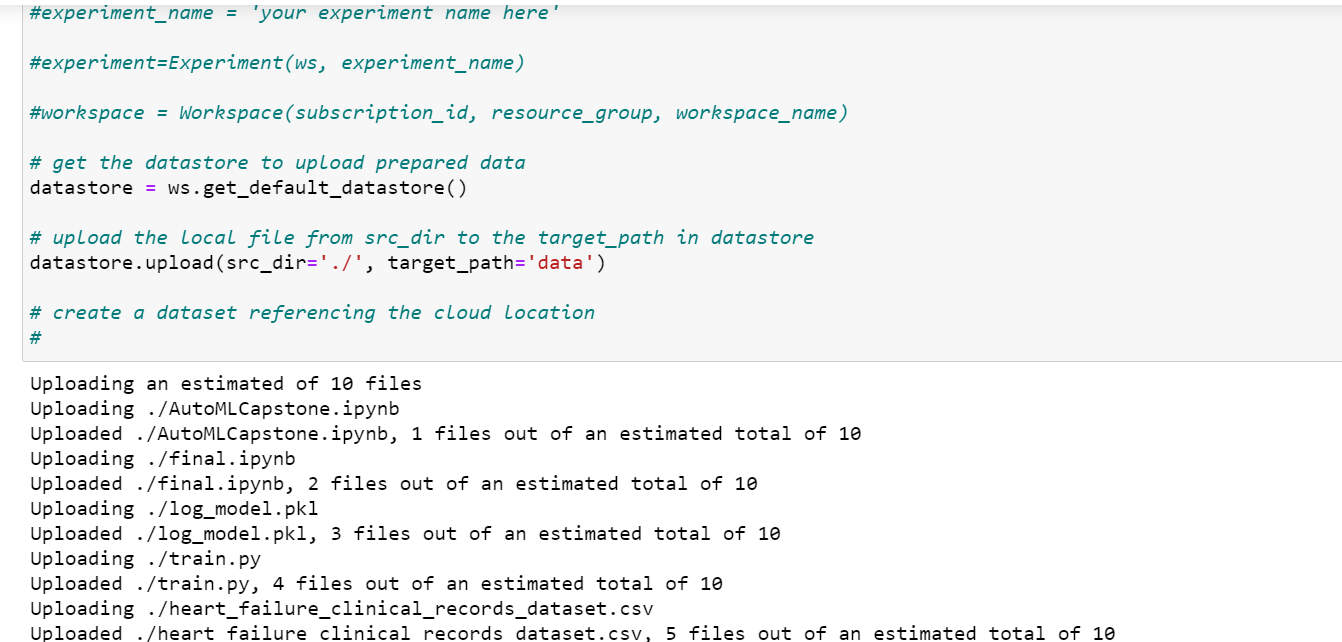 #experiment_name = 'your experiment name here'
#experiment=Experiment(ws, experiment_name)
#workspace = Workspace(subscription_id, resource_group, workspace_name)
# get the datastore to upload prepared data
datastore = ws.get_default_datastore()
# upload the local file from src_dir to the target_path in datastore
datastore.upload(src_dir='./', target_path='data')
# create a dataset referencing the cloud location
#
Uploading an estimated of 10 files
Uploading ./AutoMLCapstone.ipynb
Uploaded ./AutoMLCapstone.ipynb, 1 files out of an estimated total of 10
Uploading ./final.ipynb
Uploaded ./final.ipynb, 2 files out of an estimated total of 10
Uploading ./log_model.pkl
Uploaded ./log_model.pkl, 3 files out of an estimated total of 10
Uploading ./train.py
Uploaded ./train.py, 4 files out of an estimated total of 10
Uploading ./heart_failure_clinical_records_dataset.csv
Uploaded ./heart_failure_clinical_records_dataset.csv, 5 files out of an estimated total of 10